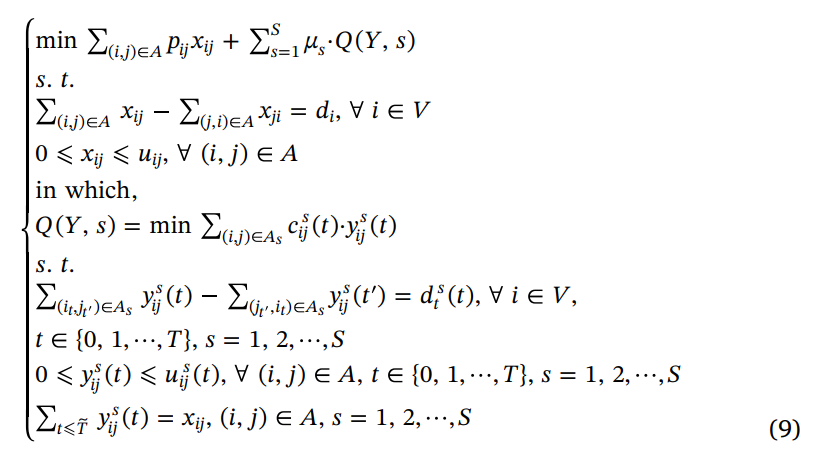 min ∑_{(i,j)∈A} p_{ij}x_{ij} + ∑_{s=1}^{S} μ_s·Q(Y, s)
s. t.
∑_{(i,j)∈A} x_{ij} − ∑_{(j,i)∈A} x_{ji} = d_i, ∀ i ∈ V
0 ⩽ x_{ij} ⩽ u_{ij}, ∀ (i, j) ∈ A
in which,
Q(Y, s) = min ∑_{(i,j)∈A_s} c_{ij}^s(t)·y_{ij}^s(t)
s. t.
∑_{(i_t,j_{t′})∈A_s} y_{ij}^s(t) − ∑_{(j_{t′},i_t)∈A_s} y_{ij}^s(t′) = d_t^s(t), ∀ i ∈ V,
t ∈ {0, 1,⋯,T}, s = 1, 2,⋯,S
0 ⩽ y_{ij}^s(t) ⩽ u_{ij}^s(t), ∀ (i, j) ∈ A, t ∈ {0, 1,⋯,T}, s = 1, 2,⋯,S
∑_{t⩽T̃} y_{ij}^s(t) = x_{ij}, (i, j) ∈ A, s = 1, 2,⋯,S
(9)